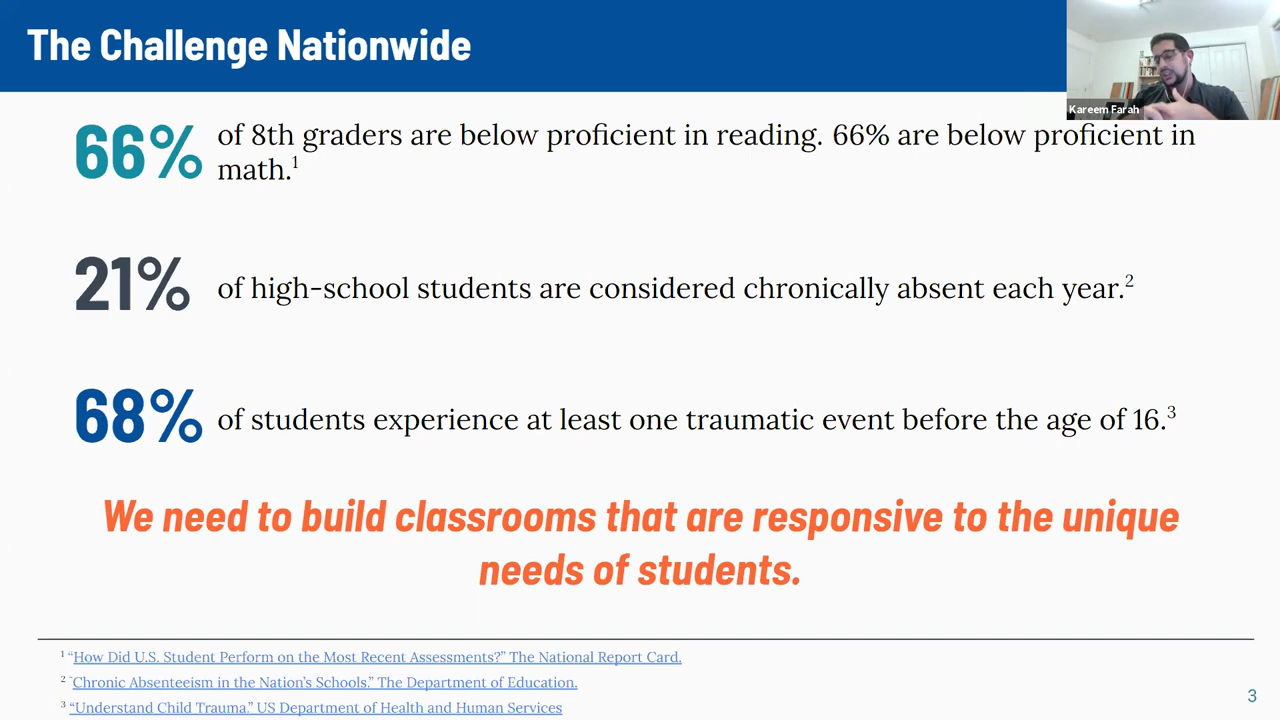 The Challenge Nationwide
Kareem Farah
66% of 8th graders are below proficient in reading. 66% are below proficient in
math.1
21% of high-school students are considered chronically absent each year.2
68% of students experience at least one traumatic event before the age of 16.3
We need to build classrooms that are responsive to the unique
needs of students.
1 “How Did U.S. Student Perform on the Most Recent Assessments?” The National Report Card.
2 “Chronic Absenteeism in the Nation’s Schools.” The Department of Education.
3 “Understand Child Trauma.” US Department of Health and Human Services
3